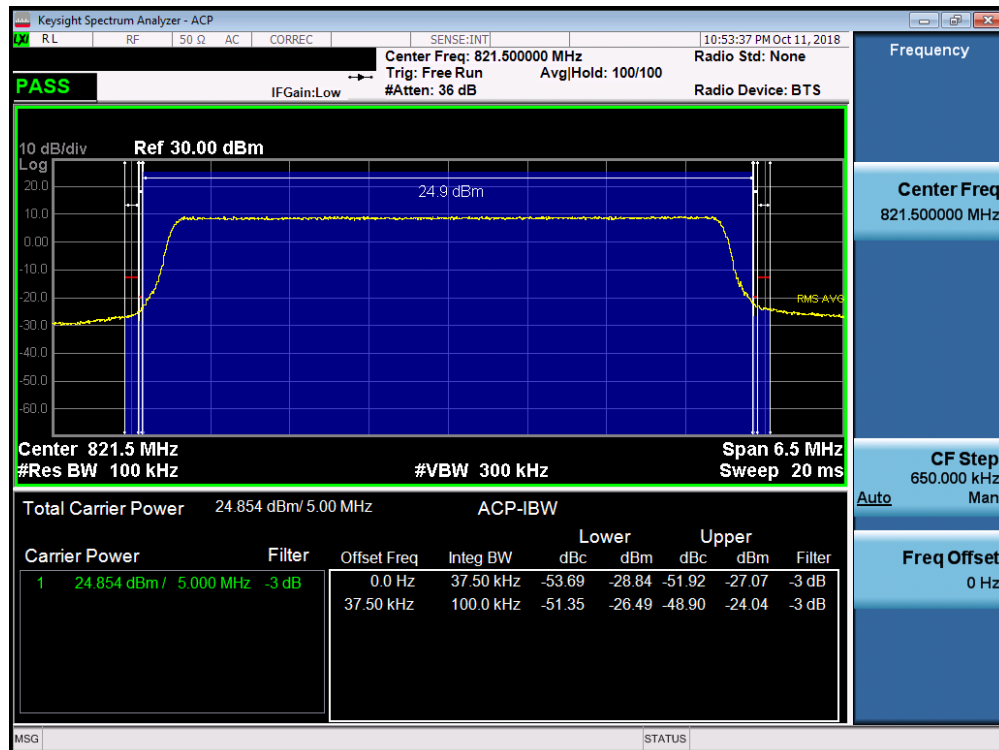 Keysight Spectrum Analyzer - ACP
LXI RL RF 50 Ω AC CORREC SENSE:INT 10:53:37 PM Oct 11, 2018
Center Freq: 821.500000 MHz Radio Std: None
Trig: Free Run Avg|Hold: 100/100
PASS IFGain:Low #Atten: 36 dB Radio Device: BTS
Frequency
10 dB/div Ref 30.00 dBm
Log
20.0
24.9 dBm
10.0
0.00
-10.0
-20.0
RMS AVG
-30.0
-40.0
-50.0
-60.0
Center 821.5 MHz Span 6.5 MHz
#Res BW 100 kHz #VBW 300 kHz Sweep 20 ms
Center Freq
821.500000 MHz
CF Step
650.000 kHz
Auto Man
Freq Offset
0 Hz
Total Carrier Power 24.854 dBm/ 5.00 MHz ACP-IBW
Lower Upper
Carrier Power Filter Offset Freq Integ BW dBc dBm dBc dBm Filter
1 24.854 dBm / 5.000 MHz -3 dB 0.0 Hz 37.50 kHz -53.69 -28.84 -51.92 -27.07 -3 dB
37.50 kHz 100.0 kHz -51.35 -26.49 -48.90 -24.04 -3 dB
MSG STATUS